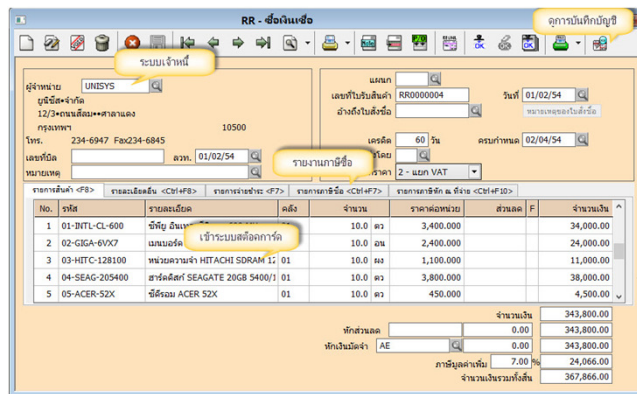 RR - ซื้อเงินเชื่อ
ดูการบันทึกบัญชี
ระบบเจ้าหนี้
ผู้จำหน่าย UNISYS
ยูนิซีส•จำกัด
12/3•ถนนสีลม••ศาลาแดง
กรุงเทพฯ 10500
โทร. 234-6947 Fax234-6845
เลขที่บิล ลวท. 01/02/54
หมายเหตุ
แผนก
เลขที่ใบรับสินค้า RR0000004 วันที่ 01/02/54
อ้างถึงใบสั่งซื้อ หมายเหตุของใบสั่งซื้อ
เครดิต 60 วัน ครบกำหนด 02/04/54
รายงานภาษีซื้อ
ราคา 2 - แยก VAT
รายการสินค้า <F8> รายละเอียดอื่น <Ctrl+F8> รายการจ่ายชำระ <F7> รายการภาษีซื้อ <Ctrl+F7> รายการภาษีหัก ณ ที่จ่าย <Ctrl+F10>
No. รหัส รายละเอียด คลัง จำนวน ราคาต่อหน่วย ส่วนลด F จำนวนเงิน
1 01-INTL-CL-600 ซีพียู 10.0 ตว 3,400.000 34,000.00
2 02-GIGA-6VX7 เมนบอร์ด 10.0 อน 2,400.000 24,000.00
เข้าระบบสต๊อคการ์ด
3 03-HITC-128100 หน่วยความจำ HITACHI SDRAM 12 01 10.0 ผง 1,100.000 11,000.00
4 04-SEAG-205400 ฮาร์ดดิสก์ SEAGATE 20GB 5400/1 01 10.0 ตว 3,800.000 38,000.00
5 05-ACER-52X ซีดีรอม ACER 52X 01 10.0 ตว 450.000 4,500.00
จำนวนเงิน 343,800.00
หักส่วนลด 0.00 343,800.00
หักเงินมัดจำ AE 0.00 343,800.00
ภาษีมูลค่าเพิ่ม 7.00 % 24,066.00
จำนวนเงินรวมทั้งสิ้น 367,866.00